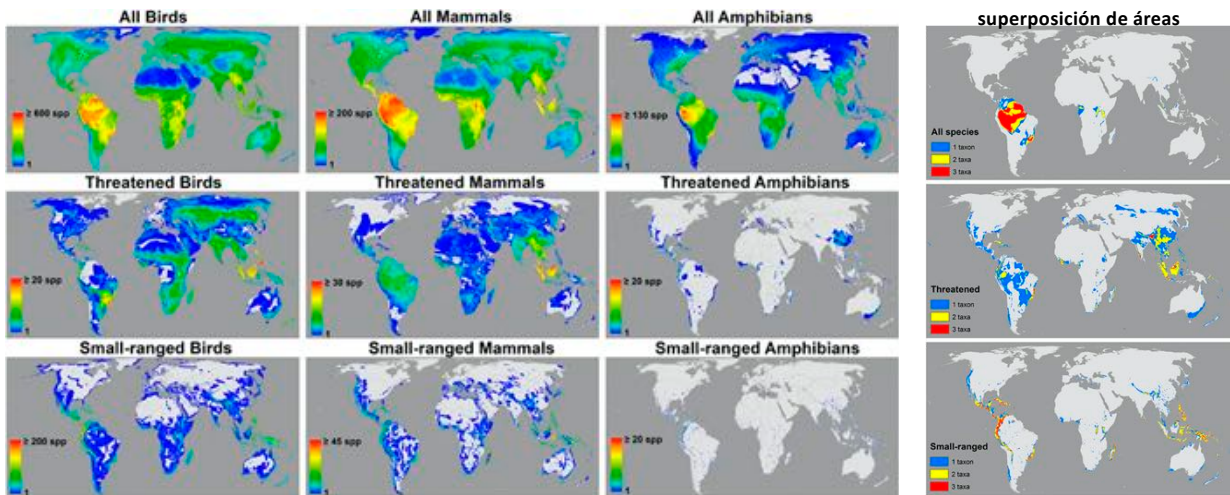 All Birds
All Mammals
All Amphibians
superposición de áreas
≥ 600 spp
1
≥ 200 spp
1
≥ 130 spp
1
All species
1 taxon
2 taxa
3 taxa
Threatened Birds
Threatened Mammals
Threatened Amphibians
≥ 20 spp
1
≥ 30 spp
1
≥ 20 spp
1
Threatened
1 taxon
2 taxa
3 taxa
Small-ranged Birds
Small-ranged Mammals
Small-ranged Amphibians
≥ 200 spp
1
≥ 45 spp
1
≥ 20 spp
1
Small-ranged
1 taxon
2 taxa
3 taxa